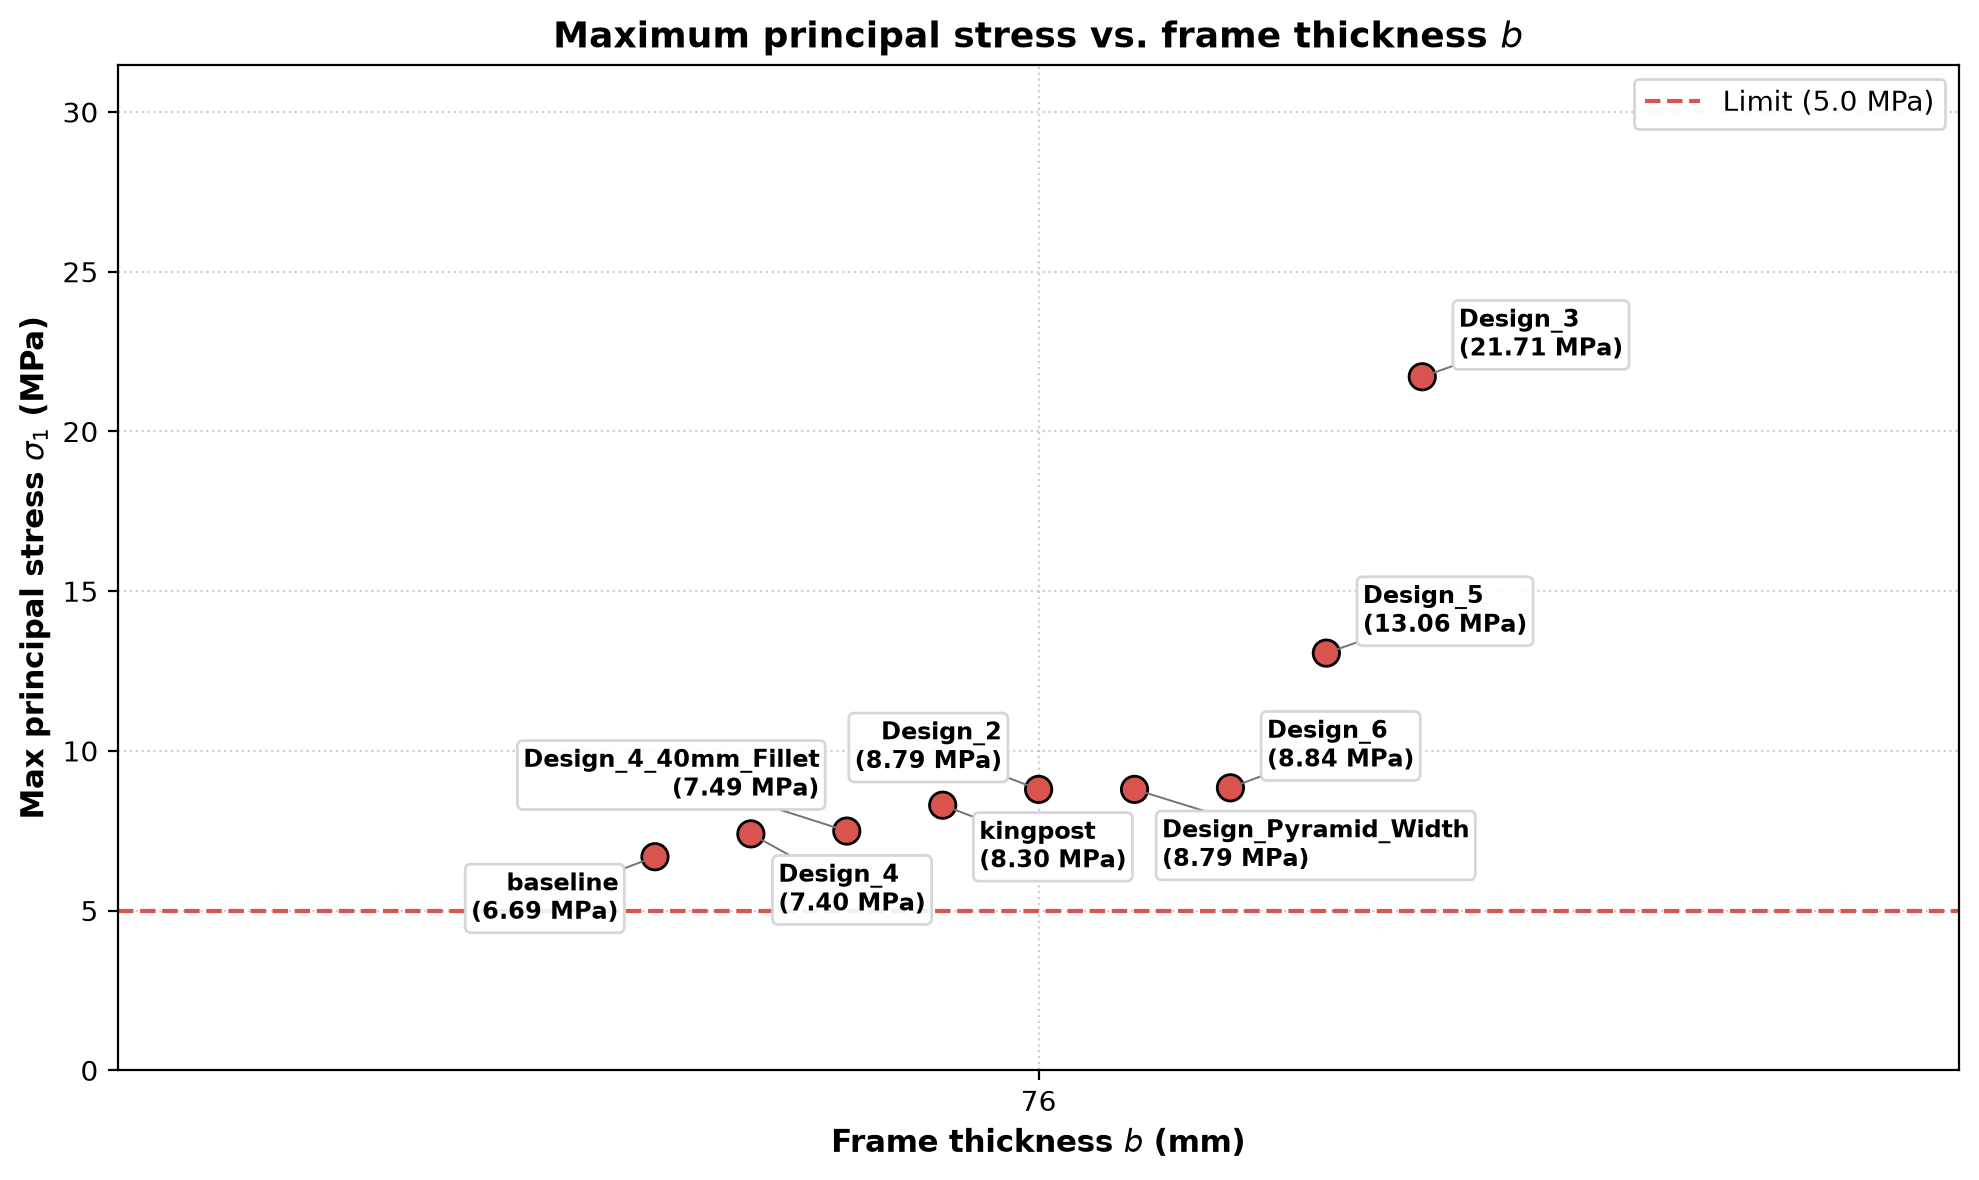 Maximum principal stress vs. frame thickness b
Limit (5.0 MPa)
Max principal stress σ₁ (MPa)
30
25
20
15
10
5
0
Design_3
(21.71 MPa)
Design_5
(13.06 MPa)
Design_2
(8.79 MPa)
Design_6
(8.84 MPa)
Design_4_40mm_Fillet
(7.49 MPa)
kingpost
(8.30 MPa)
Design_Pyramid_Width
(8.79 MPa)
baseline
(6.69 MPa)
Design_4
(7.40 MPa)
76
Frame thickness b (mm)